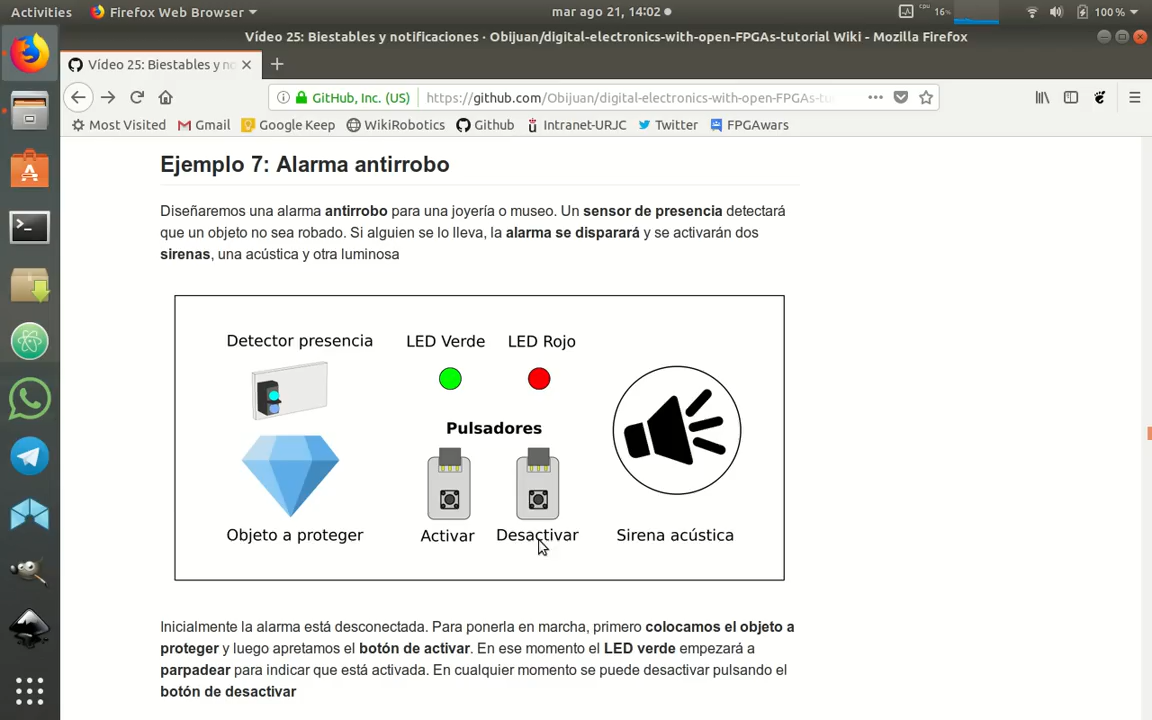 Activities
Firefox Web Browser
mar ago 21, 14:02
cpu
16%
100 %
Vídeo 25: Biestables y notificaciones · Obijuan/digital-electronics-with-open-FPGAs-tutorial Wiki - Mozilla Firefox
Vídeo 25: Biestables y no
GitHub, Inc. (US)
https://github.com/Obijuan/digital-electronics-with-open-FPGAs-tu
Most Visited
Gmail
Google Keep
WikiRobotics
Github
Intranet-URJC
Twitter
FPGAwars
Ejemplo 7: Alarma antirrobo
Diseñaremos una alarma antirrobo para una joyería o museo. Un sensor de presencia detectará
que un objeto no sea robado. Si alguien se lo lleva, la alarma se disparará y se activarán dos
sirenas, una acústica y otra luminosa
Detector presencia
LED Verde
LED Rojo
Pulsadores
Objeto a proteger
Activar
Desactivar
Sirena acústica
Inicialmente la alarma está desconectada. Para ponerla en marcha, primero colocamos el objeto a
proteger y luego apretamos el botón de activar. En ese momento el LED verde empezará a
parpadear para indicar que está activada. En cualquier momento se puede desactivar pulsando el
botón de desactivar